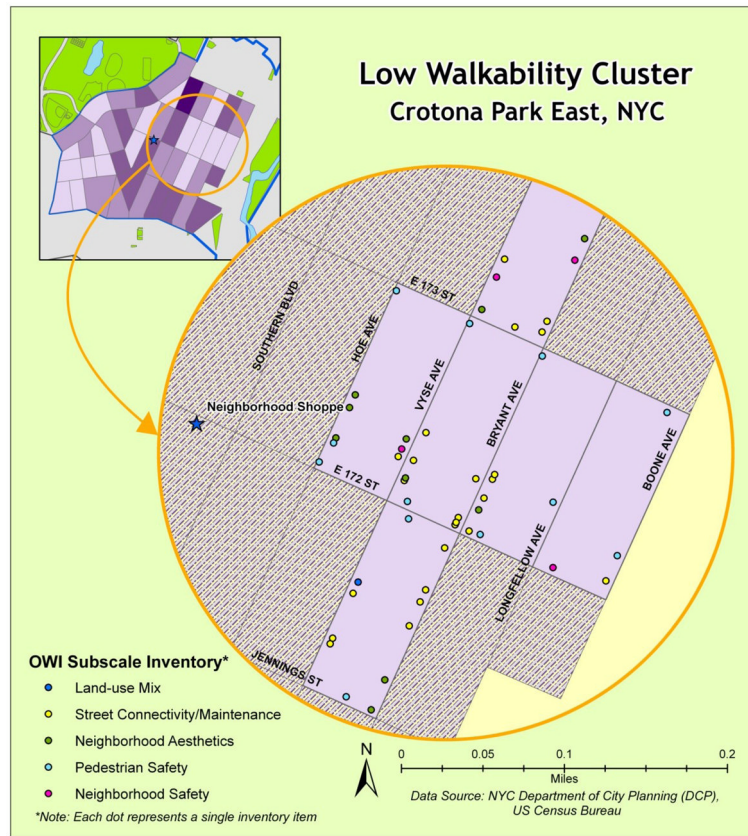 Low Walkability Cluster
Crotona Park East, NYC
E 173 ST
SOUTHERN BLVD
HOE AVE
VYSE AVE
BRYANT AVE
Neighborhood Shoppe
BOONE AVE
E 172 ST
LONGFELLOW AVE
JENNINGS ST
OWI Subscale Inventory*
Land-use Mix
Street Connectivity/Maintenance
Neighborhood Aesthetics
Pedestrian Safety
Neighborhood Safety
*Note: Each dot represents a single inventory item
N
0 0.05 0.1 0.2
Miles
Data Source: NYC Department of City Planning (DCP),
US Census Bureau